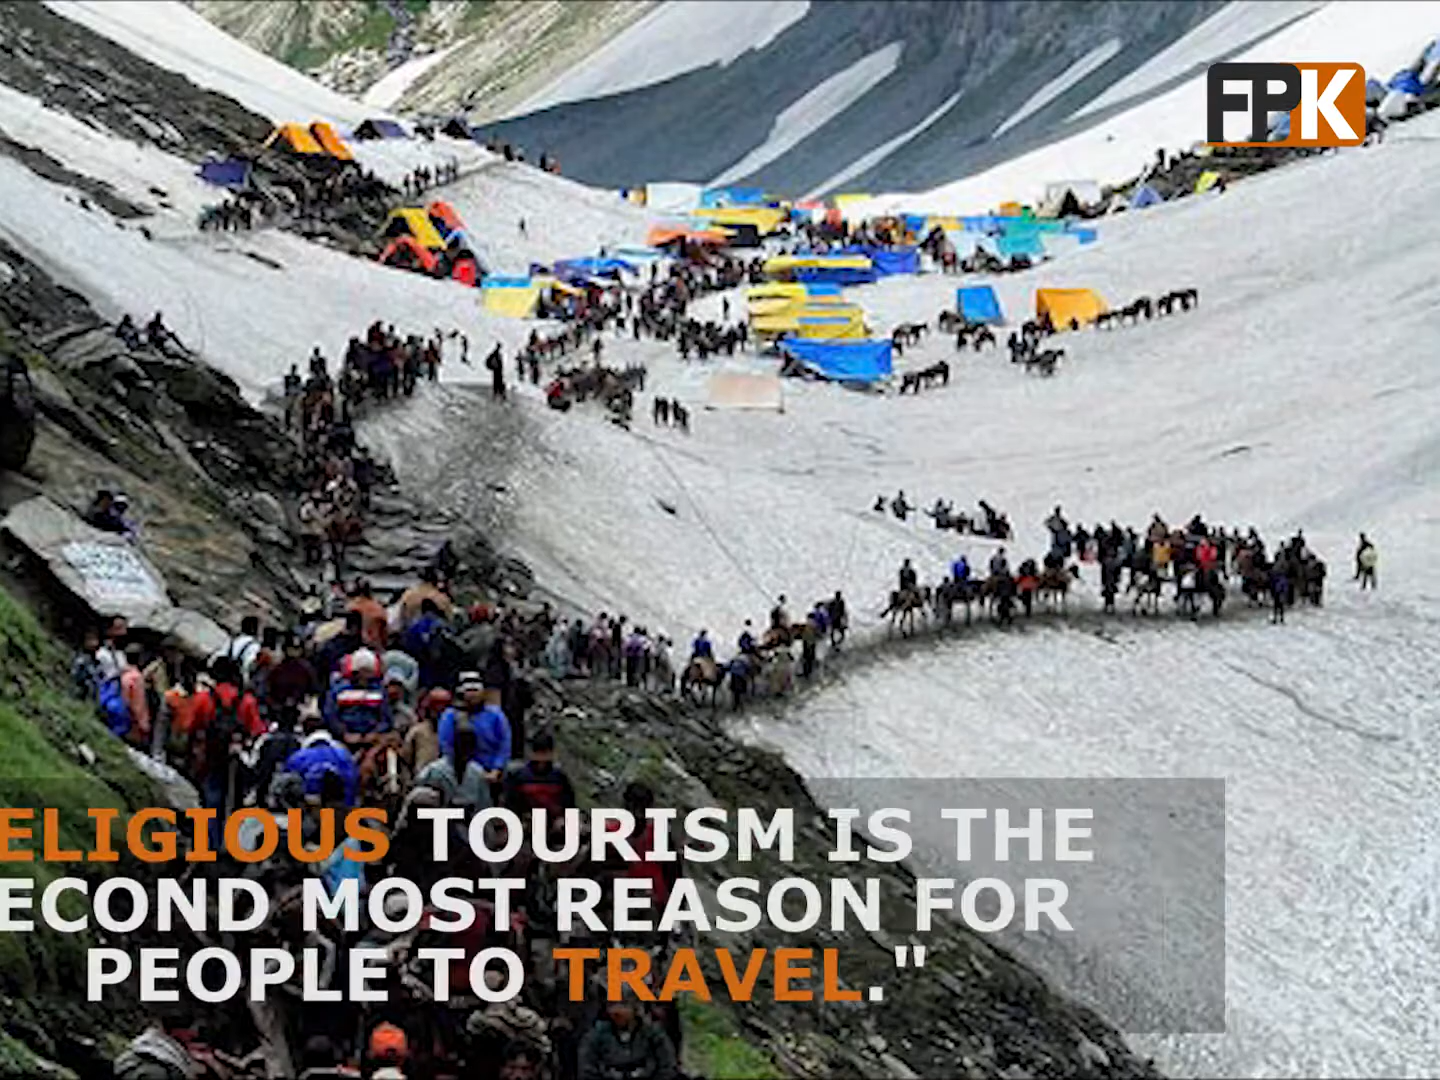 FPK
ELIGIOUS TOURISM IS THE
ECOND MOST REASON FOR
PEOPLE TO TRAVEL."